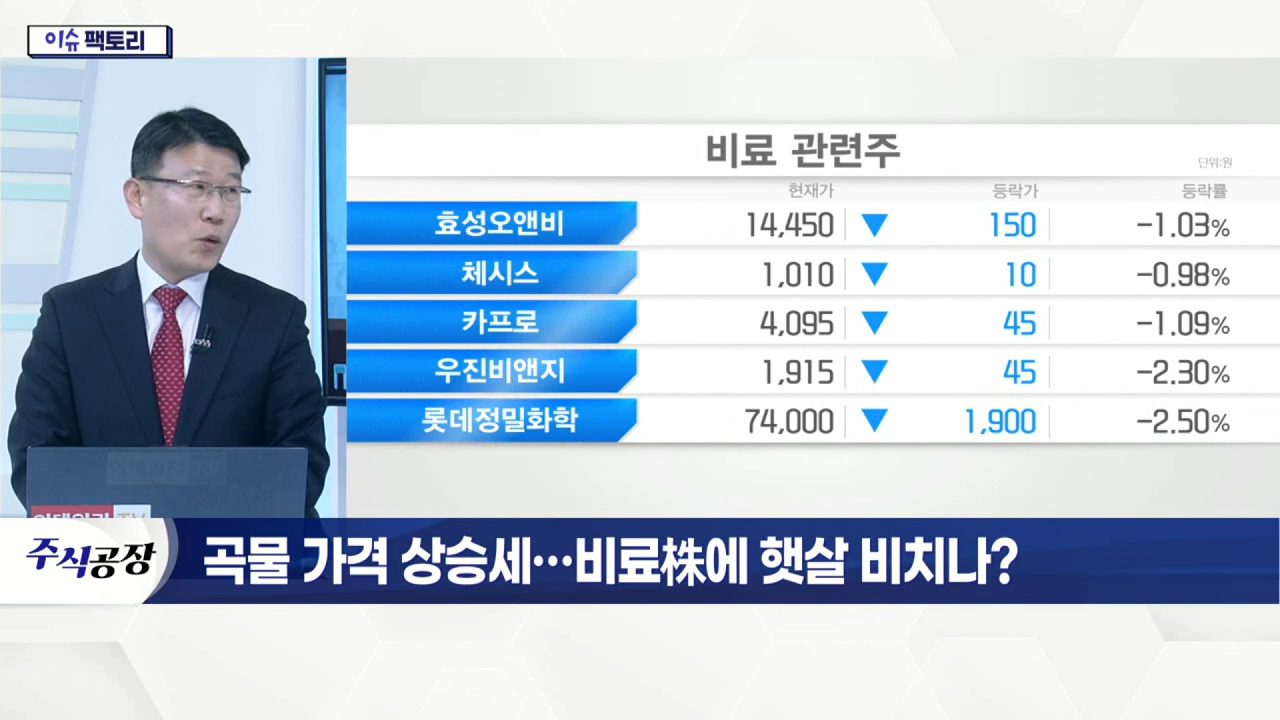 이슈 팩토리
비료 관련주
단위:원
현재가 등락가 등락률
효성오앤비 14,450 ▼ 150 -1.03%
체시스 1,010 ▼ 10 -0.98%
카프로 4,095 ▼ 45 -1.09%
우진비앤지 1,915 ▼ 45 -2.30%
롯데정밀화학 74,000 ▼ 1,900 -2.50%
주식공장
곡물 가격 상승세…비료株에 햇살 비치나?